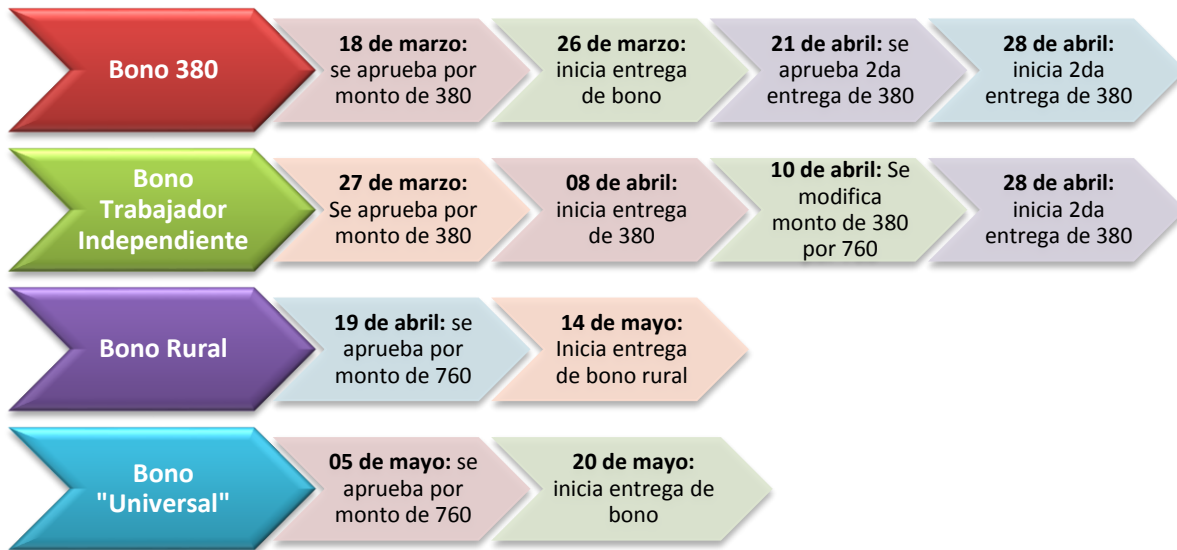 Bono 380
18 de marzo:
se aprueba por
monto de 380
26 de marzo:
inicia entrega
de bono
21 de abril: se
aprueba 2da
entrega de 380
28 de abril:
inicia 2da
entrega de 380
Bono
Trabajador
Independiente
27 de marzo:
Se aprueba por
monto de 380
08 de abril:
inicia entrega
de 380
10 de abril: Se
modifica
monto de 380
por 760
28 de abril:
inicia 2da
entrega de 380
Bono Rural
19 de abril: se
aprueba por
monto de 760
14 de mayo:
Inicia entrega
de bono rural
Bono
"Universal"
05 de mayo: se
aprueba por
monto de 760
20 de mayo:
inicia entrega de
bono